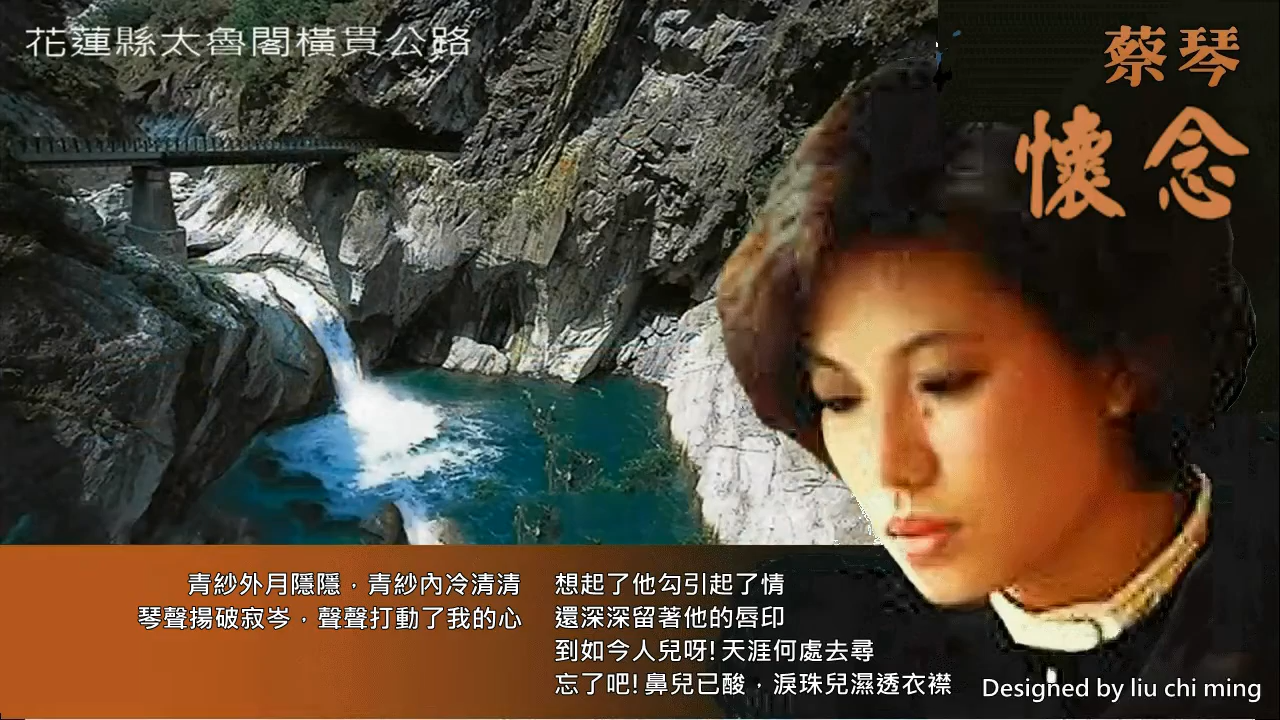 花蓮縣太魯閣橫貫公路
蔡琴
懷念
青紗外月隱隱，青紗內冷清清
琴聲揚破寂岑，聲聲打動了我的心
想起了他勾引起了情
還深深留著他的唇印
到如今人兒呀!天涯何處去尋
忘了吧!鼻兒已酸，淚珠兒濕透衣襟
Designed by liu chi ming